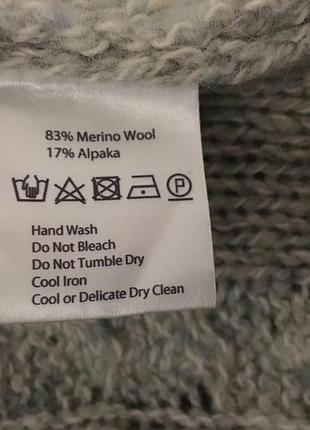 83% Merino Wool
17% Alpaka
P
Hand Wash
Do Not Bleach
Do Not Tumble Dry
Cool Iron
Cool or Delicate Dry Clean